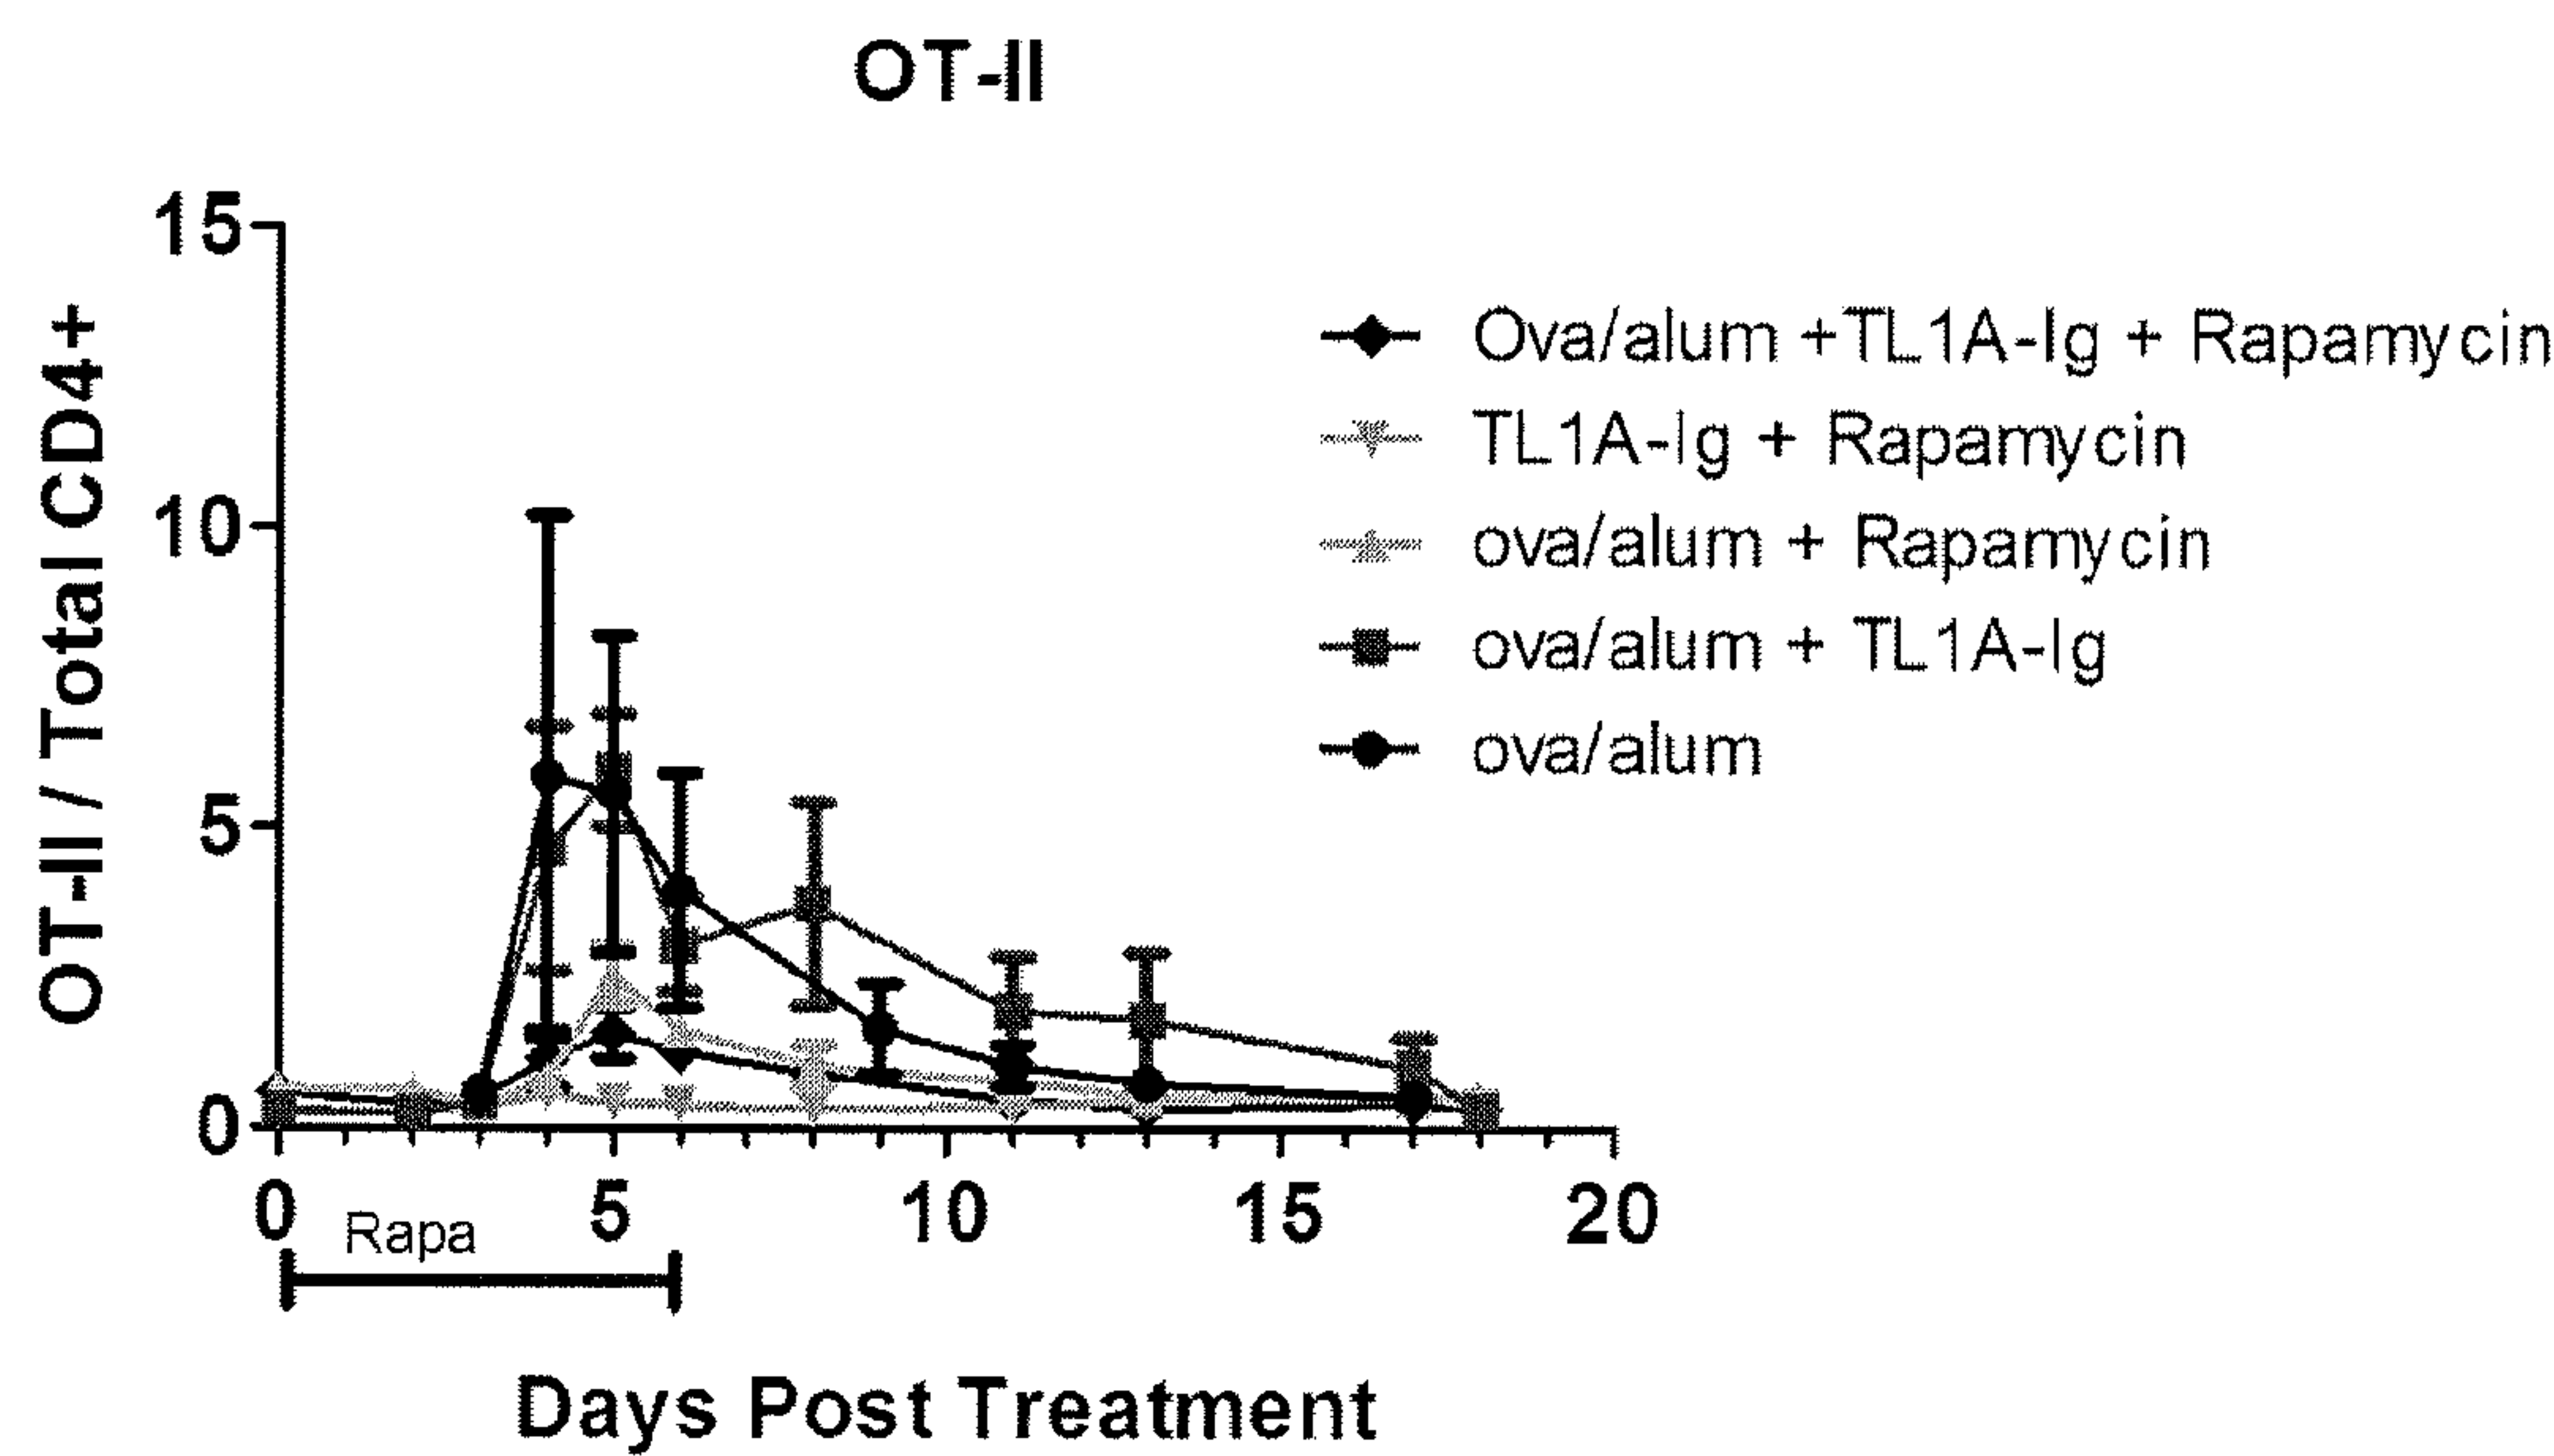 OT-II
OT-II / Total CD4+
15
10
5
0
Ova/alum +TL1A-Ig + Rapamycin
TL1A-Ig + Rapamycin
ova/alum + Rapamycin
ova/alum + TL1A-Ig
ova/alum
0 5 10 15 20
Rapa
Days Post Treatment